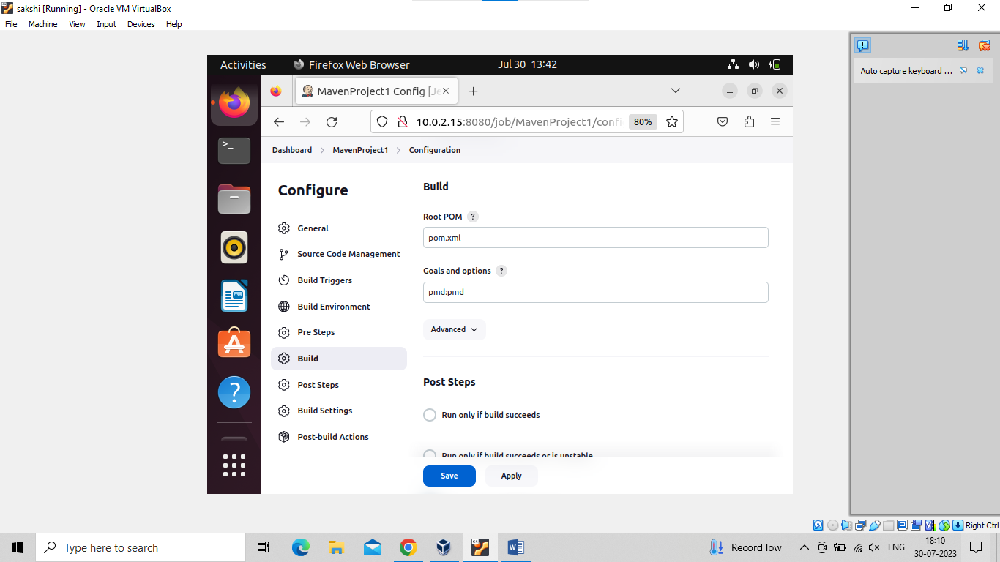 sakshi [Running] - Oracle VM VirtualBox
File Machine View Input Devices Help
Activities Firefox Web Browser Jul 30 13:42
MavenProject1 Config [Je
10.0.2.15:8080/job/MavenProject1/confi 80%
Dashboard MavenProject1 Configuration
Configure
General
Source Code Management
Build Triggers
Build Environment
Pre Steps
Build
Post Steps
Build Settings
Post-build Actions
Build
Root POM ?
pom.xml
Goals and options ?
pmd:pmd
Advanced
Post Steps
Run only if build succeeds
Run only if build succeeds or is unstable
Save Apply
Auto capture keyboard ...
Right Ctrl
Type here to search
Record low
ENG
18:10
30-07-2023